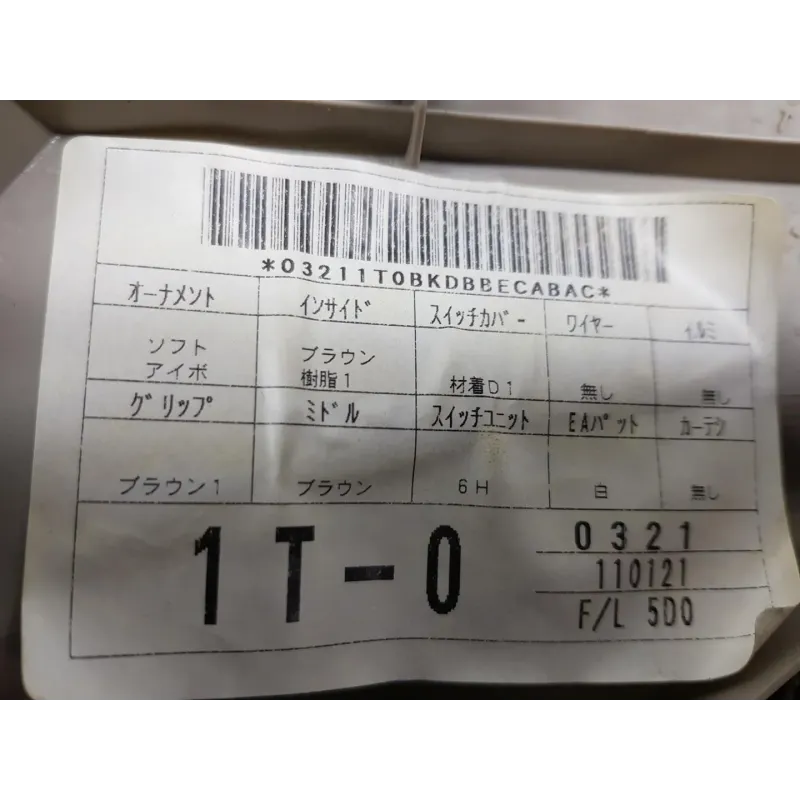 *03211T0BKDBBECABAC*
オーナメント インサイド スイッチカバー ワイヤー イルミ
ソフト
アイボ ブラウン
樹脂1 材着D1 無し 無し
グリップ ミドル スイッチユニット EAパット カーテン
ブラウン1 ブラウン 6H 白 無し
1T-0
0321
110121
F/L 5D0